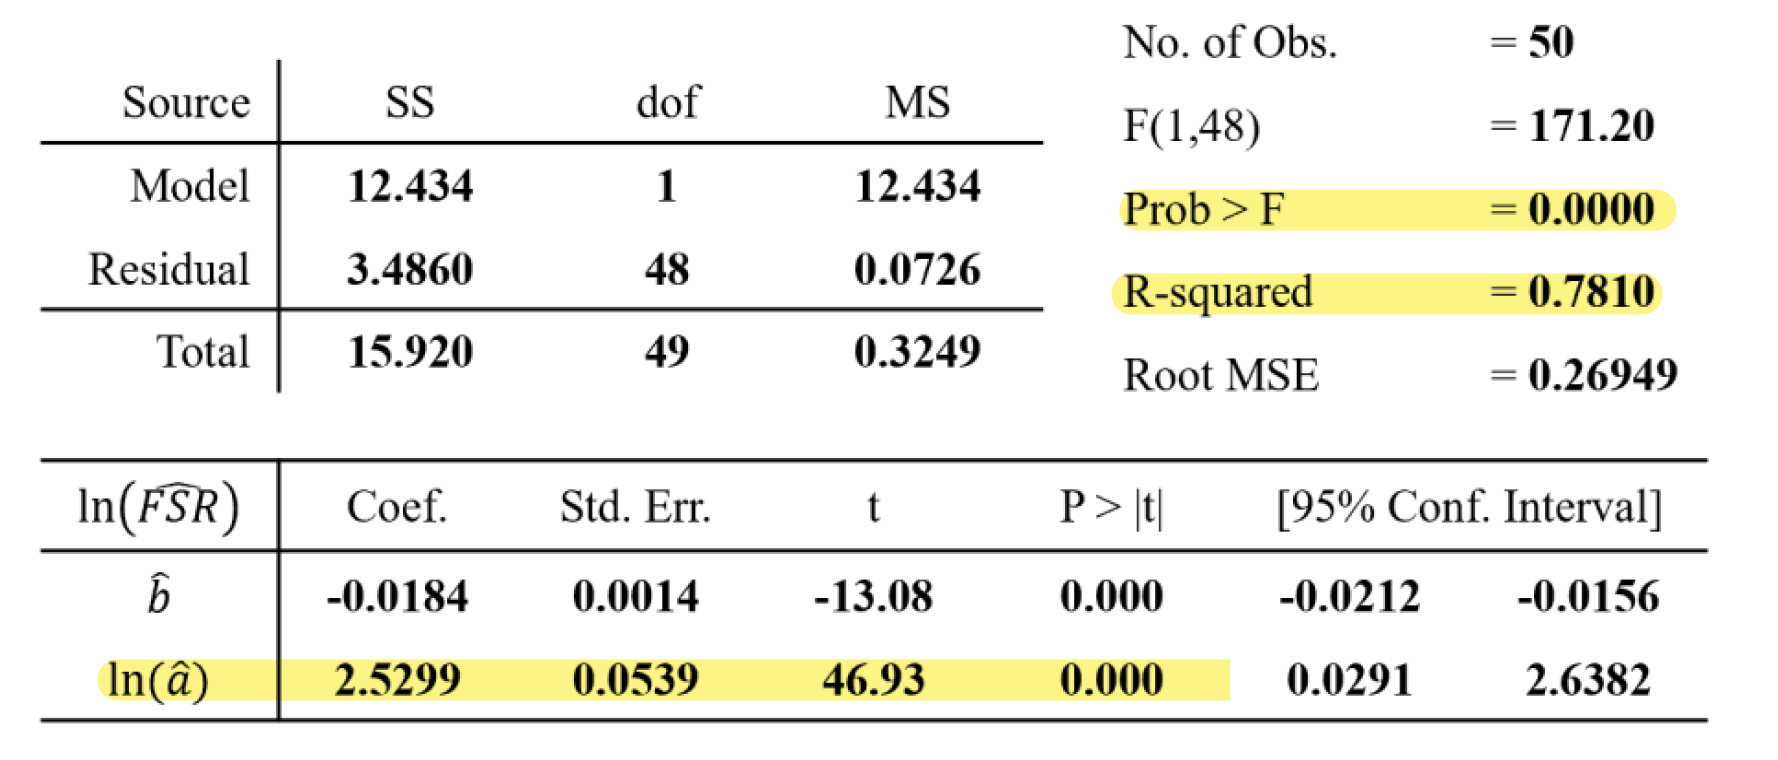 Source SS dof MS
Model 12.434 1 12.434
Residual 3.4860 48 0.0726
Total 15.920 49 0.3249
No. of Obs. = 50
F(1,48) = 171.20
Prob > F = 0.0000
R-squared = 0.7810
Root MSE = 0.26949
ln(\widehat{FSR}) Coef. Std. Err. t P > |t| [95% Conf. Interval]
b̂ -0.0184 0.0014 -13.08 0.000 -0.0212 -0.0156
ln(â) 2.5299 0.0539 46.93 0.000 0.0291 2.6382